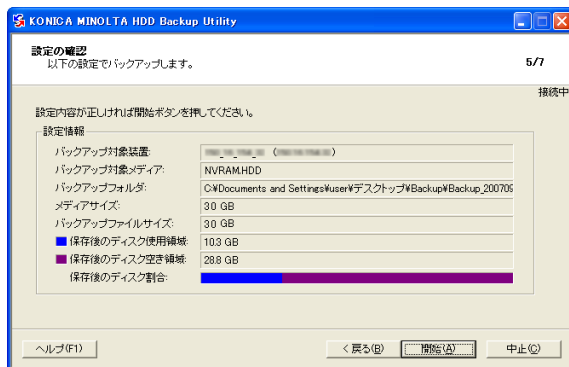 KONICA MINOLTA HDD Backup Utility
設定の確認
以下の設定でバックアップします。
5/7
接続中
設定内容が正しければ開始ボタンを押してください。
設定情報
バックアップ対象装置:
バックアップ対象メディア: NVRAM.HDD
バックアップフォルダ: C:¥Documents and Settings¥user¥デスクトップ¥Backup¥Backup_200709
メディアサイズ: 30 GB
バックアップファイルサイズ: 30 GB
保存後のディスク使用領域: 10.3 GB
保存後のディスク空き領域: 28.8 GB
保存後のディスク割合:
ヘルプ(F1)
< 戻る(B)
開始(A)
中止(C)